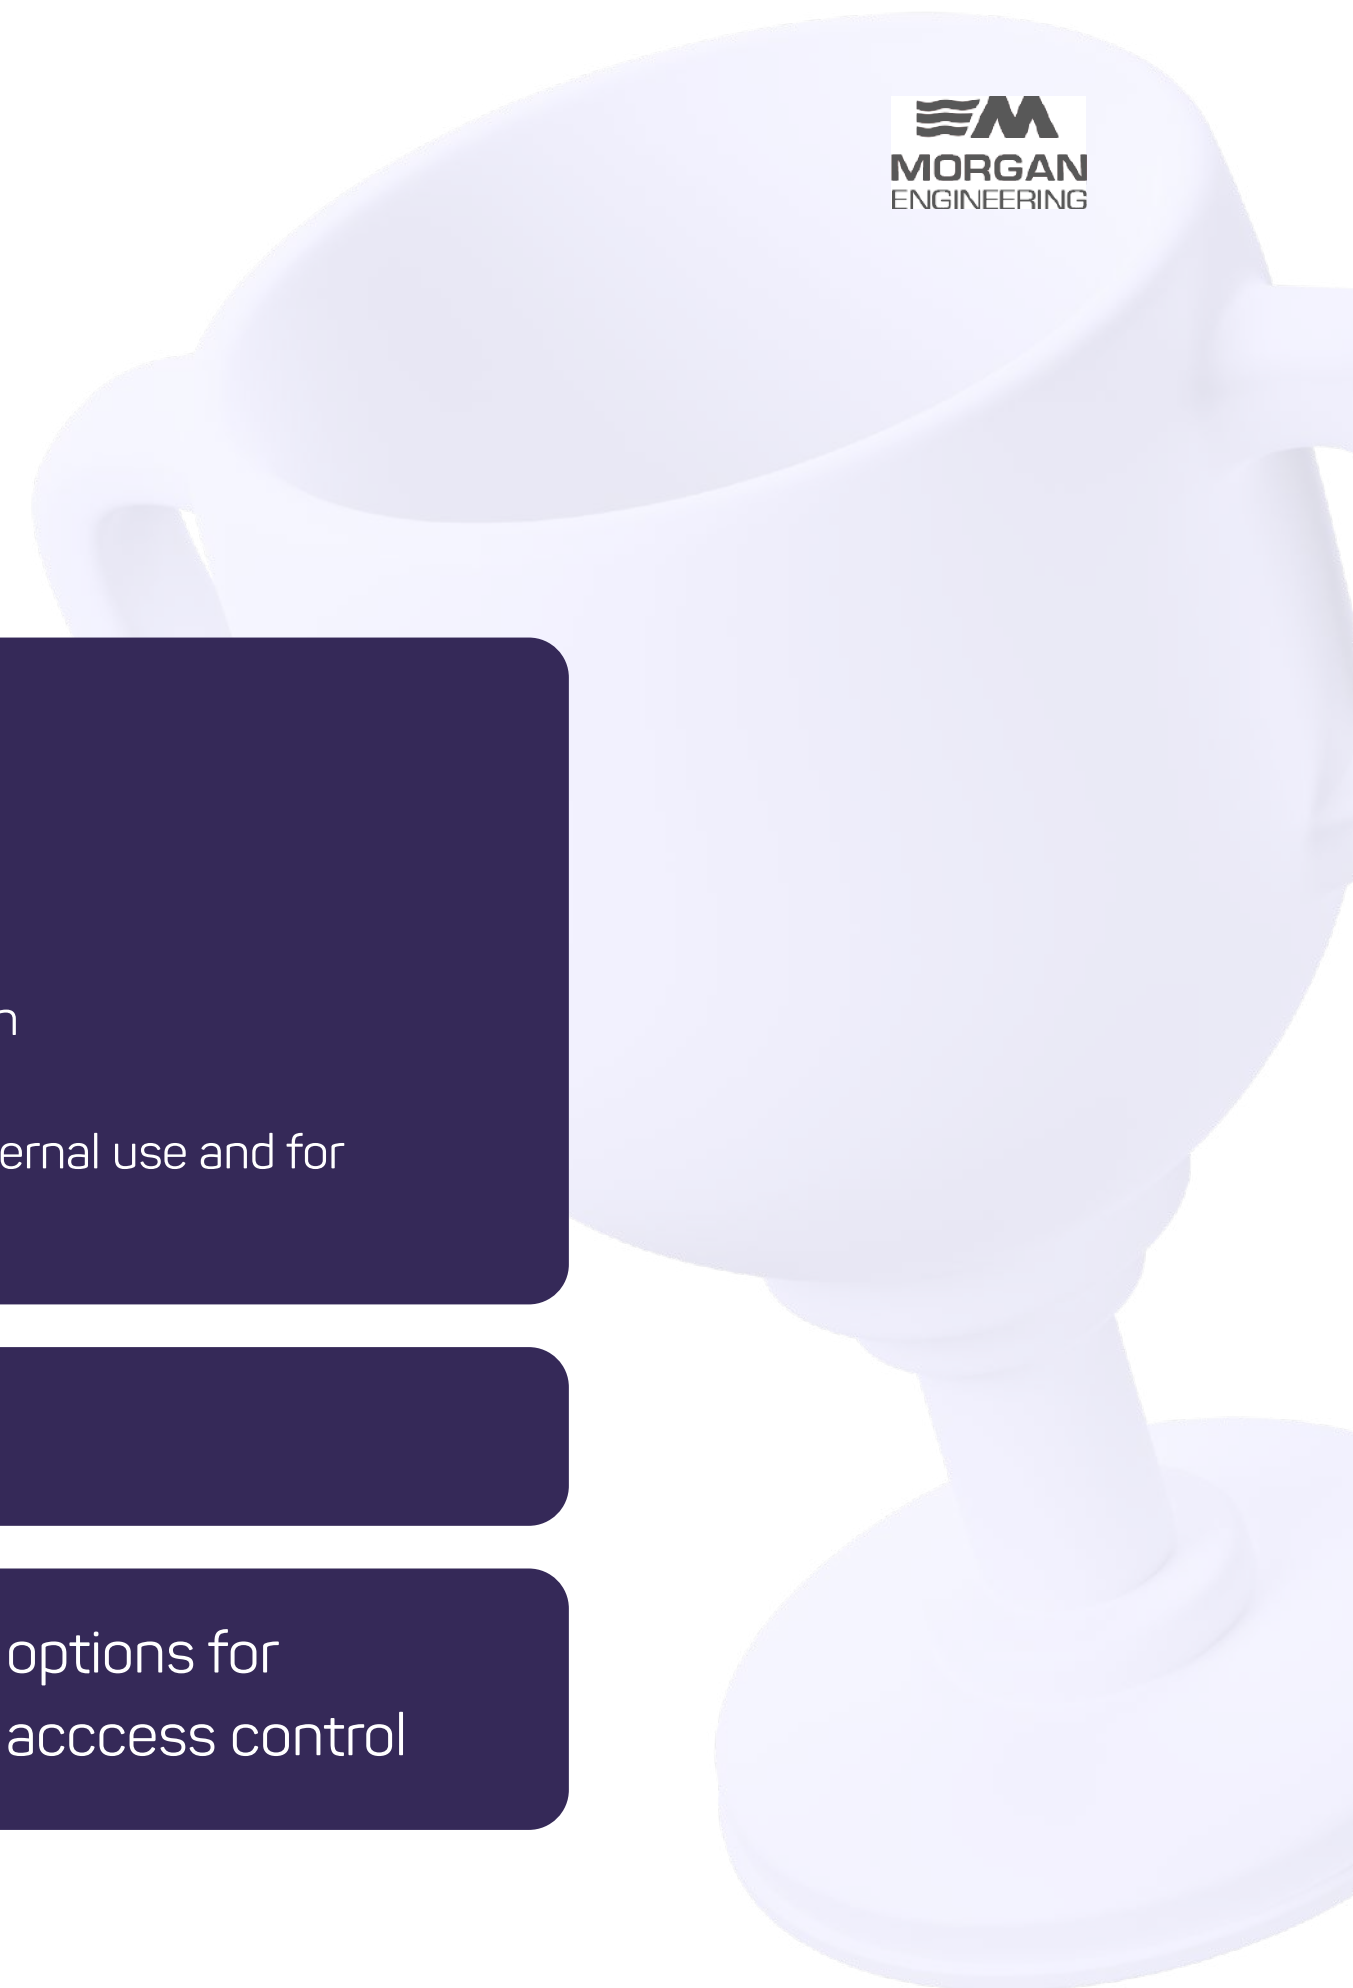 MORGAN
ENGINEERING
ernal use and for
options for
acccess control